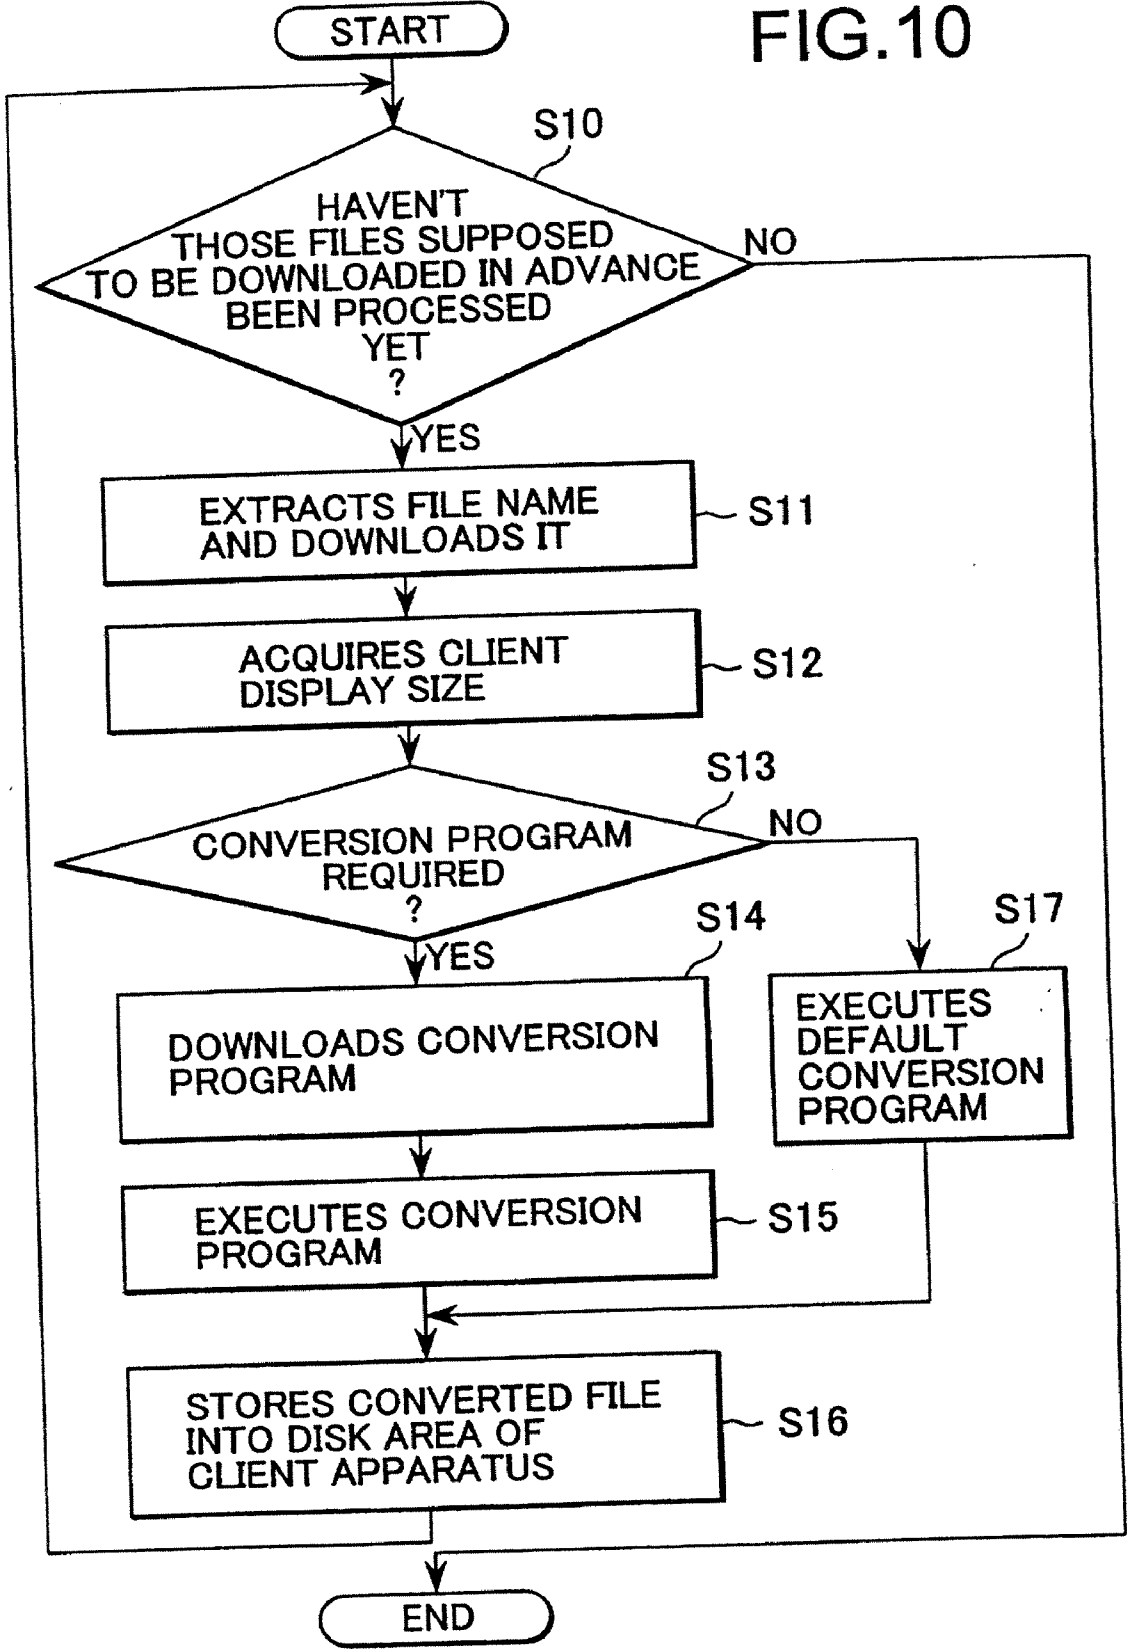 FIG.10
START
S10
HAVEN'T
THOSE FILES SUPPOSED
TO BE DOWNLOADED IN ADVANCE
BEEN PROCESSED
YET
?
NO
YES
EXTRACTS FILE NAME
AND DOWNLOADS IT
S11
ACQUIRES CLIENT
DISPLAY SIZE
S12
S13
CONVERSION PROGRAM
REQUIRED
?
NO
YES
S14
DOWNLOADS CONVERSION
PROGRAM
S17
EXECUTES
DEFAULT
CONVERSION
PROGRAM
EXECUTES CONVERSION
PROGRAM
S15
STORES CONVERTED FILE
INTO DISK AREA OF
CLIENT APPARATUS
S16
END